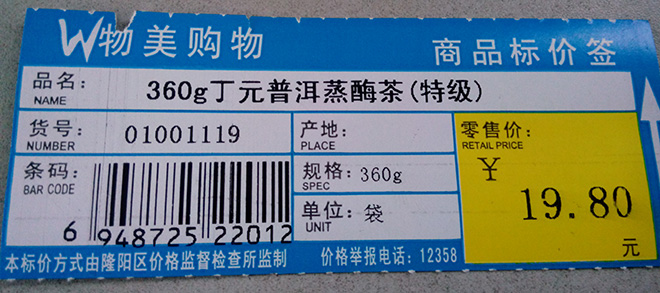 W物美购物 商品标价签
品名: 360g丁元普洱蒸酶茶(特级)
NAME
货号: 01001119
NUMBER
产地:
PLACE
零售价:
RETAIL PRICE
¥ 19.80 元
条码:
BAR CODE
6 948725 22012
规格: 360g
SPEC
单位: 袋
UNIT
本标价方式由隆阳区价格监督检查所监制 价格举报电话: 12358